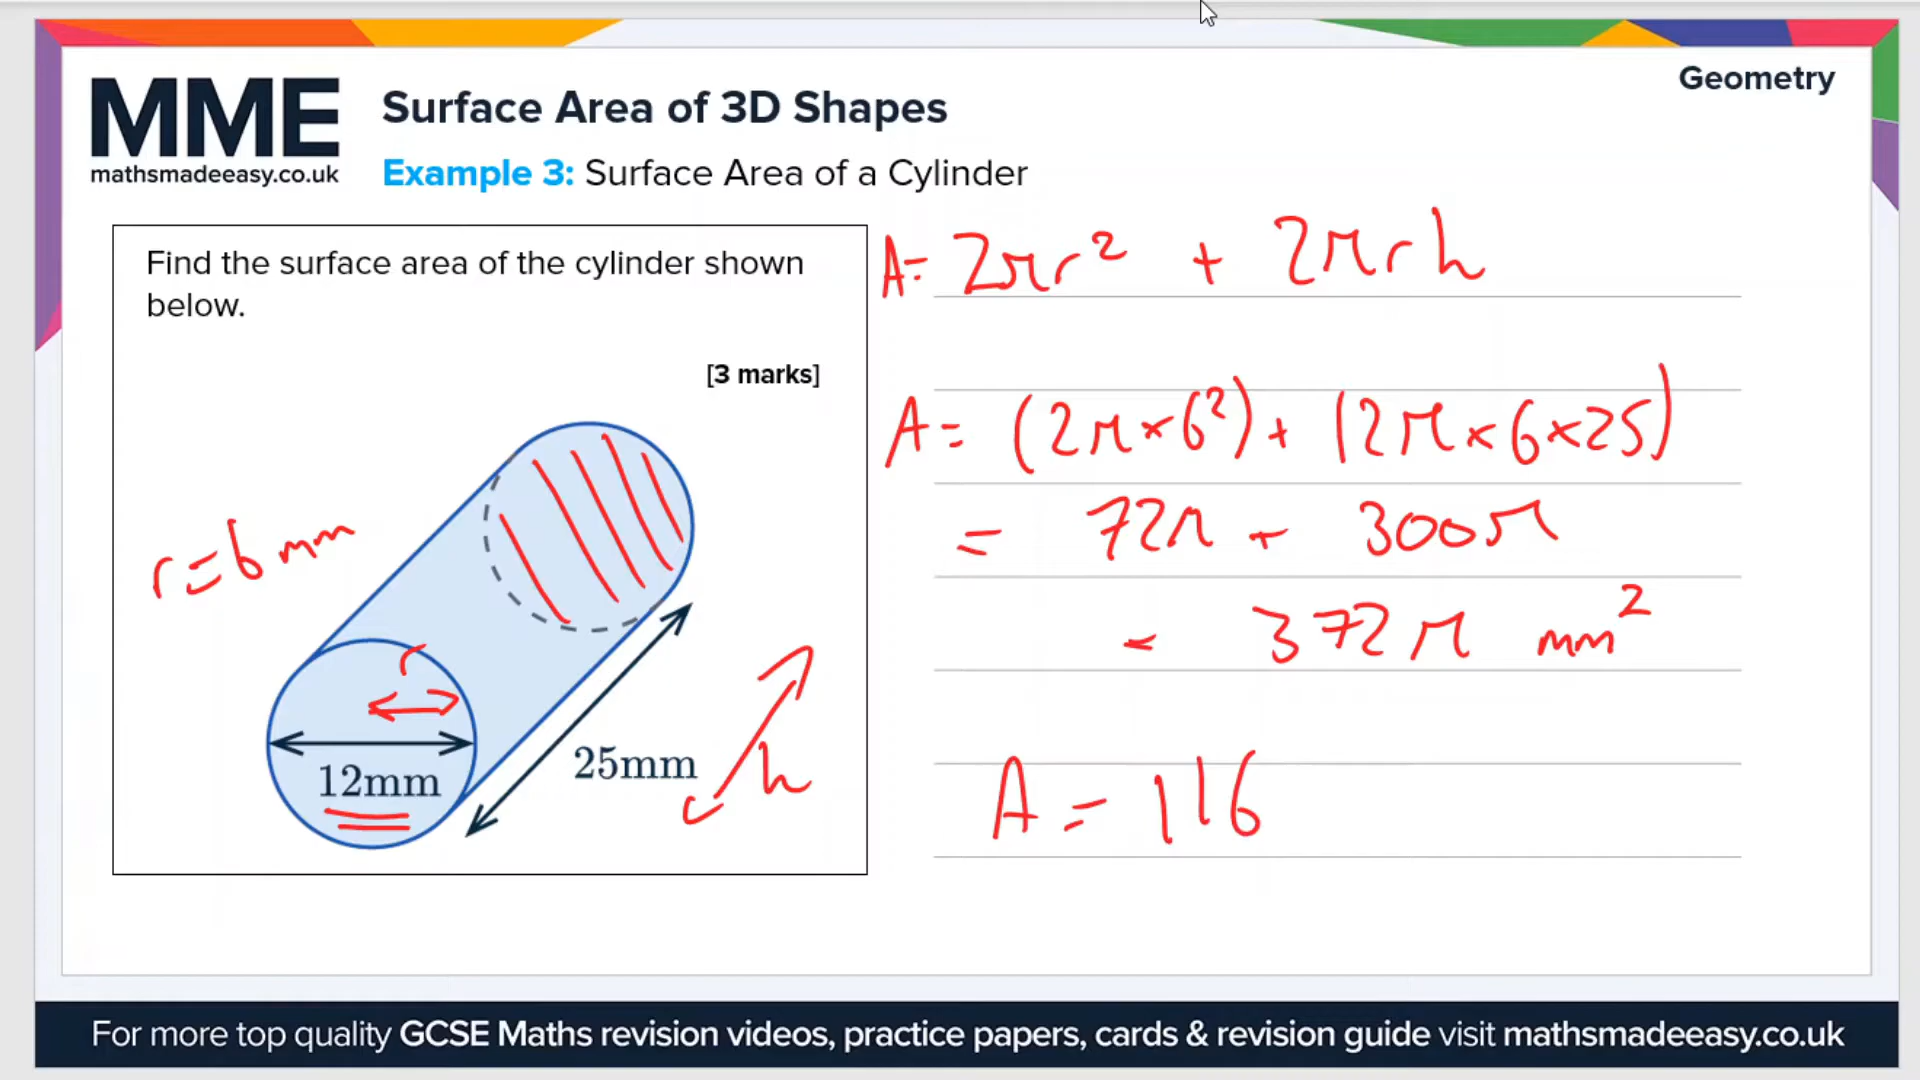 Geometry
MME
mathsmadeeasy.co.uk
Surface Area of 3D Shapes
Example 3: Surface Area of a Cylinder
Find the surface area of the cylinder shown
below.
[3 marks]
r=6mm
r
12mm
25mm
h
A= 2πr² + 2πrh
A= (2π×6²)+(2π×6×25)
= 72π + 300π
= 372π mm²
A = 116
For more top quality GCSE Maths revision videos, practice papers, cards & revision guide visit mathsmadeeasy.co.uk